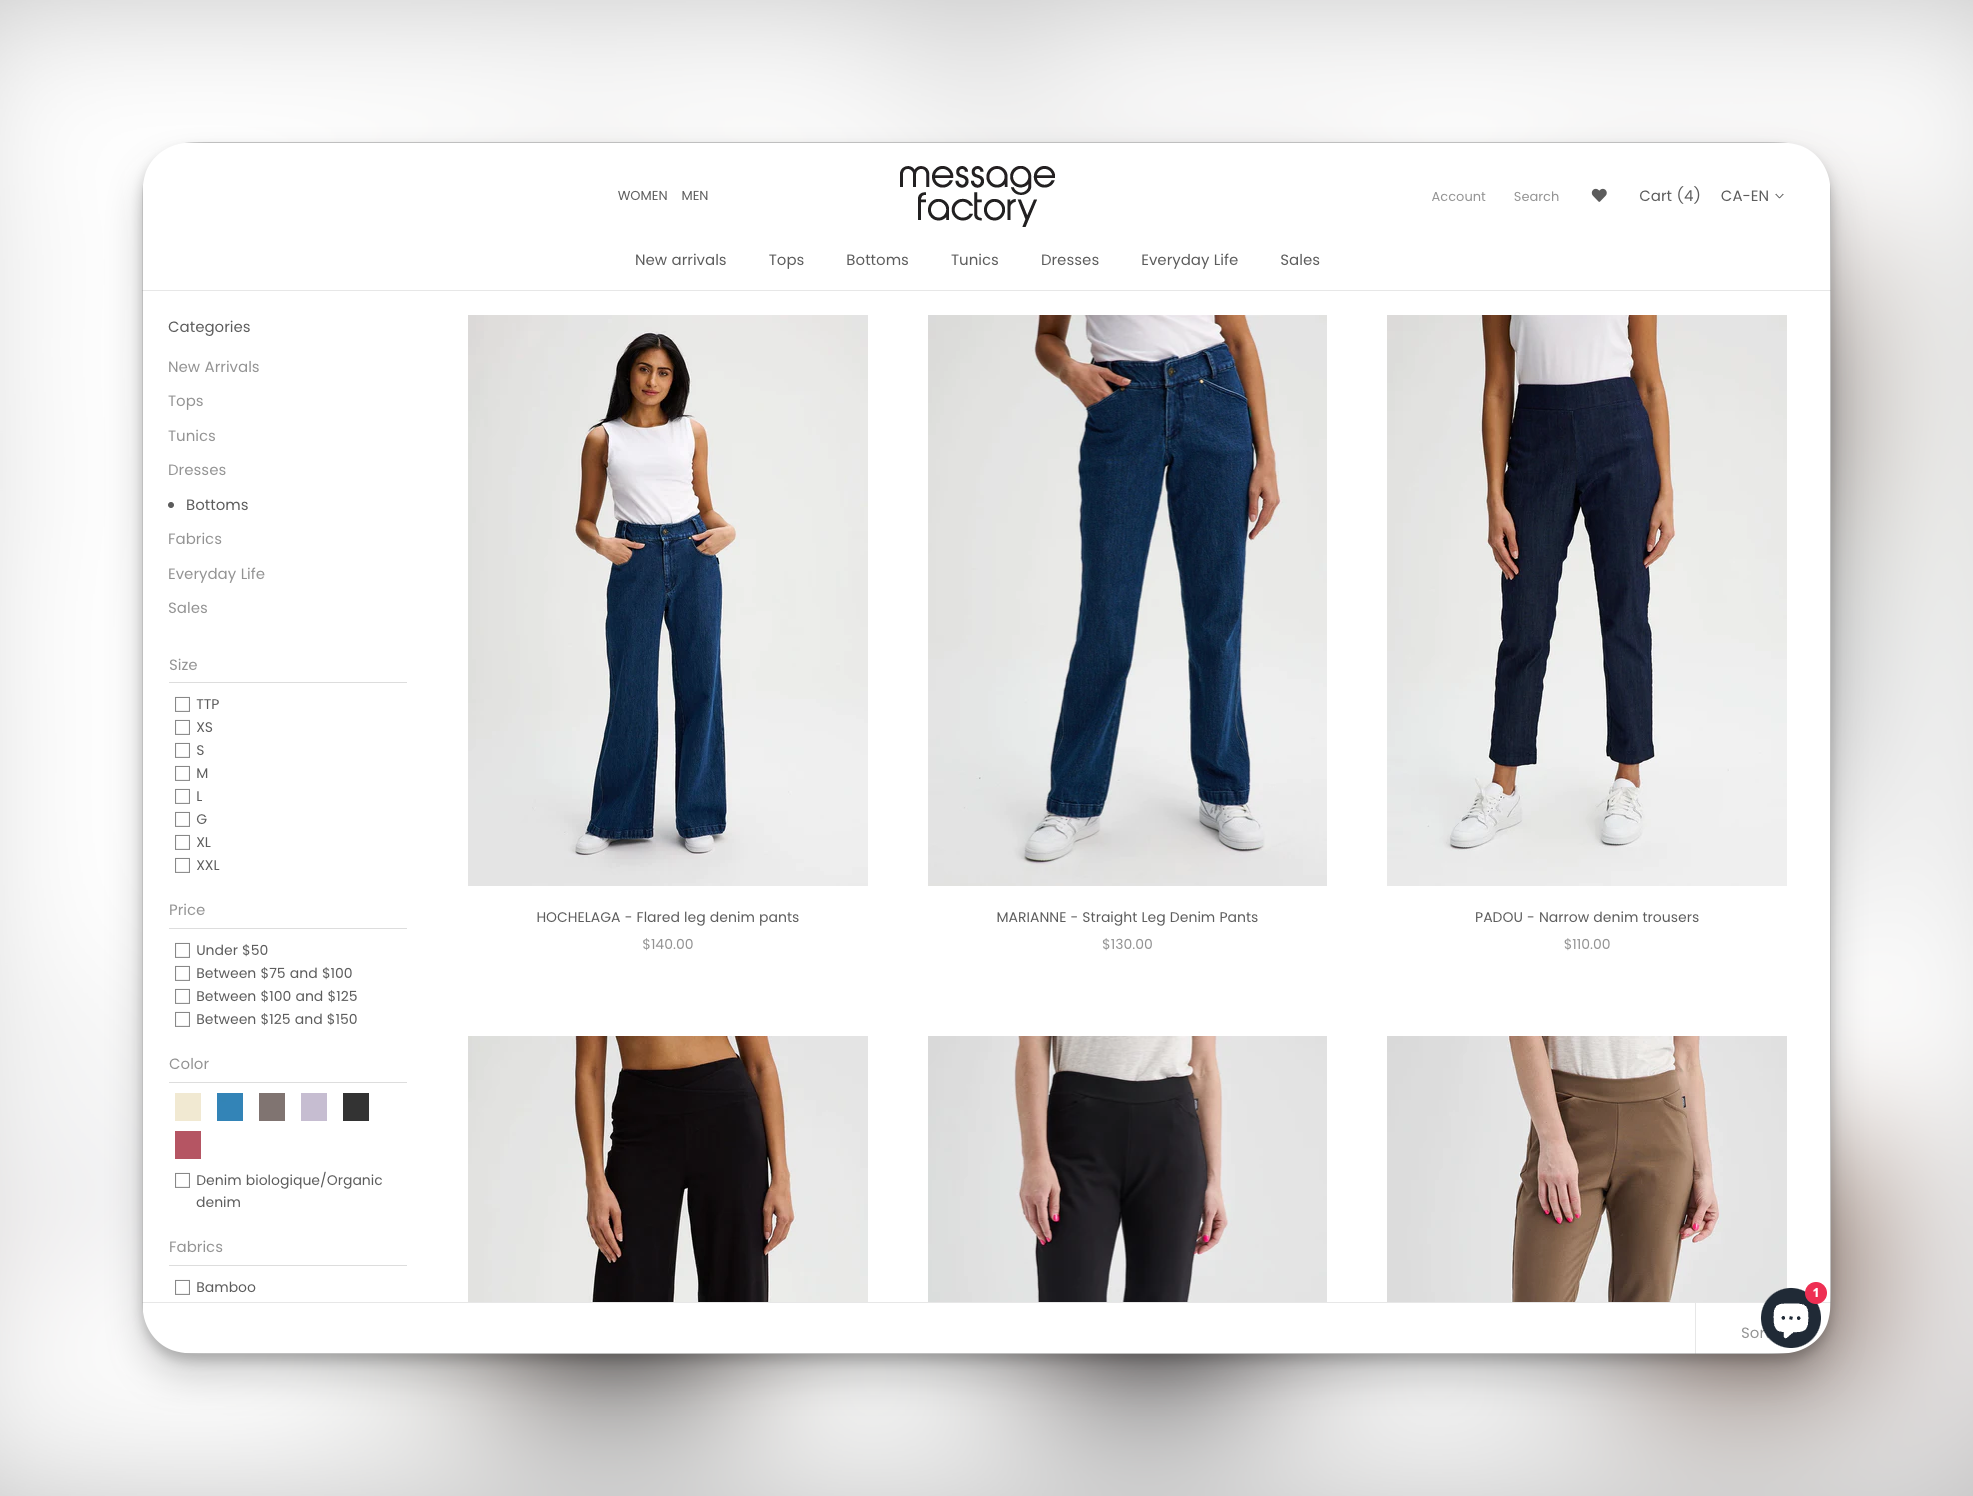 WOMEN MEN
message
factory
Account Search Cart (4) CA-EN
New arrivals Tops Bottoms Tunics Dresses Everyday Life Sales
Categories
New Arrivals
Tops
Tunics
Dresses
Bottoms
Fabrics
Everyday Life
Sales
Size
TTP
XS
S
M
L
G
XL
XXL
Price
Under $50
Between $75 and $100
Between $100 and $125
Between $125 and $150
Color
Denim biologique/Organic
denim
Fabrics
Bamboo
HOCHELAGA - Flared leg denim pants
$140.00
MARIANNE - Straight Leg Denim Pants
$130.00
PADOU - Narrow denim trousers
$110.00
1